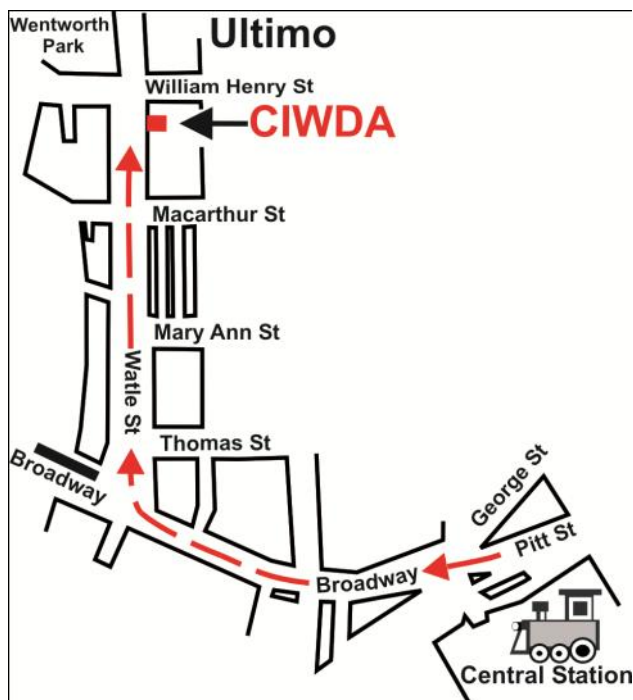 Wentworth
Park
Ultimo
William Henry St
CIWDA
Macarthur St
Mary Ann St
Watle St
Thomas St
Broadway
George St
Pitt St
Broadway
Central Station